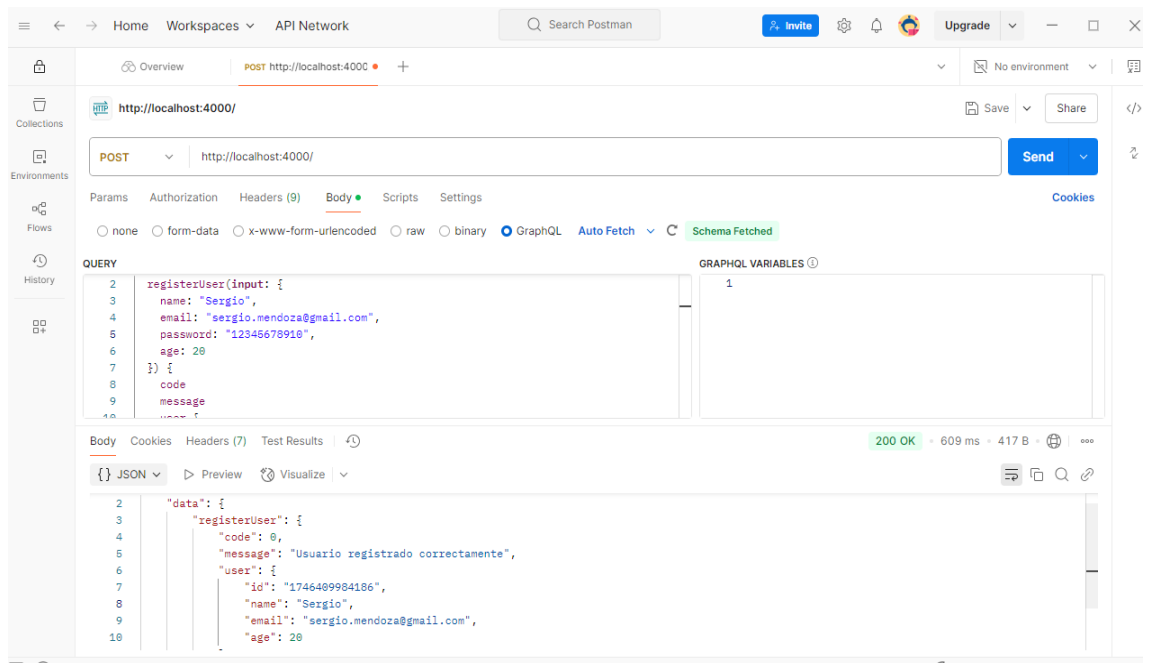 Home Workspaces API Network Search Postman Invite Upgrade
Overview POST http://localhost:4000 No environment
HTTP http://localhost:4000/ Save Share
Collections
Environments
Flows
History
POST http://localhost:4000/ Send
Params Authorization Headers (9) Body Scripts Settings Cookies
none form-data x-www-form-urlencoded raw binary GraphQL Auto Fetch Schema Fetched
QUERY GRAPHQL VARIABLES
2 registerUser(input: { 1
3 name: "Sergio",
4 email: "sergio.mendoza@gmail.com",
5 password: "12345678910",
6 age: 20
7 }) {
8 code
9 message
10 user {
Body Cookies Headers (7) Test Results 200 OK 609 ms 417 B
{} JSON Preview Visualize
2 "data": {
3 "registerUser": {
4 "code": 0,
5 "message": "Usuario registrado correctamente",
6 "user": {
7 "id": "1746409984186",
8 "name": "Sergio",
9 "email": "sergio.mendoza@gmail.com",
10 "age": 20